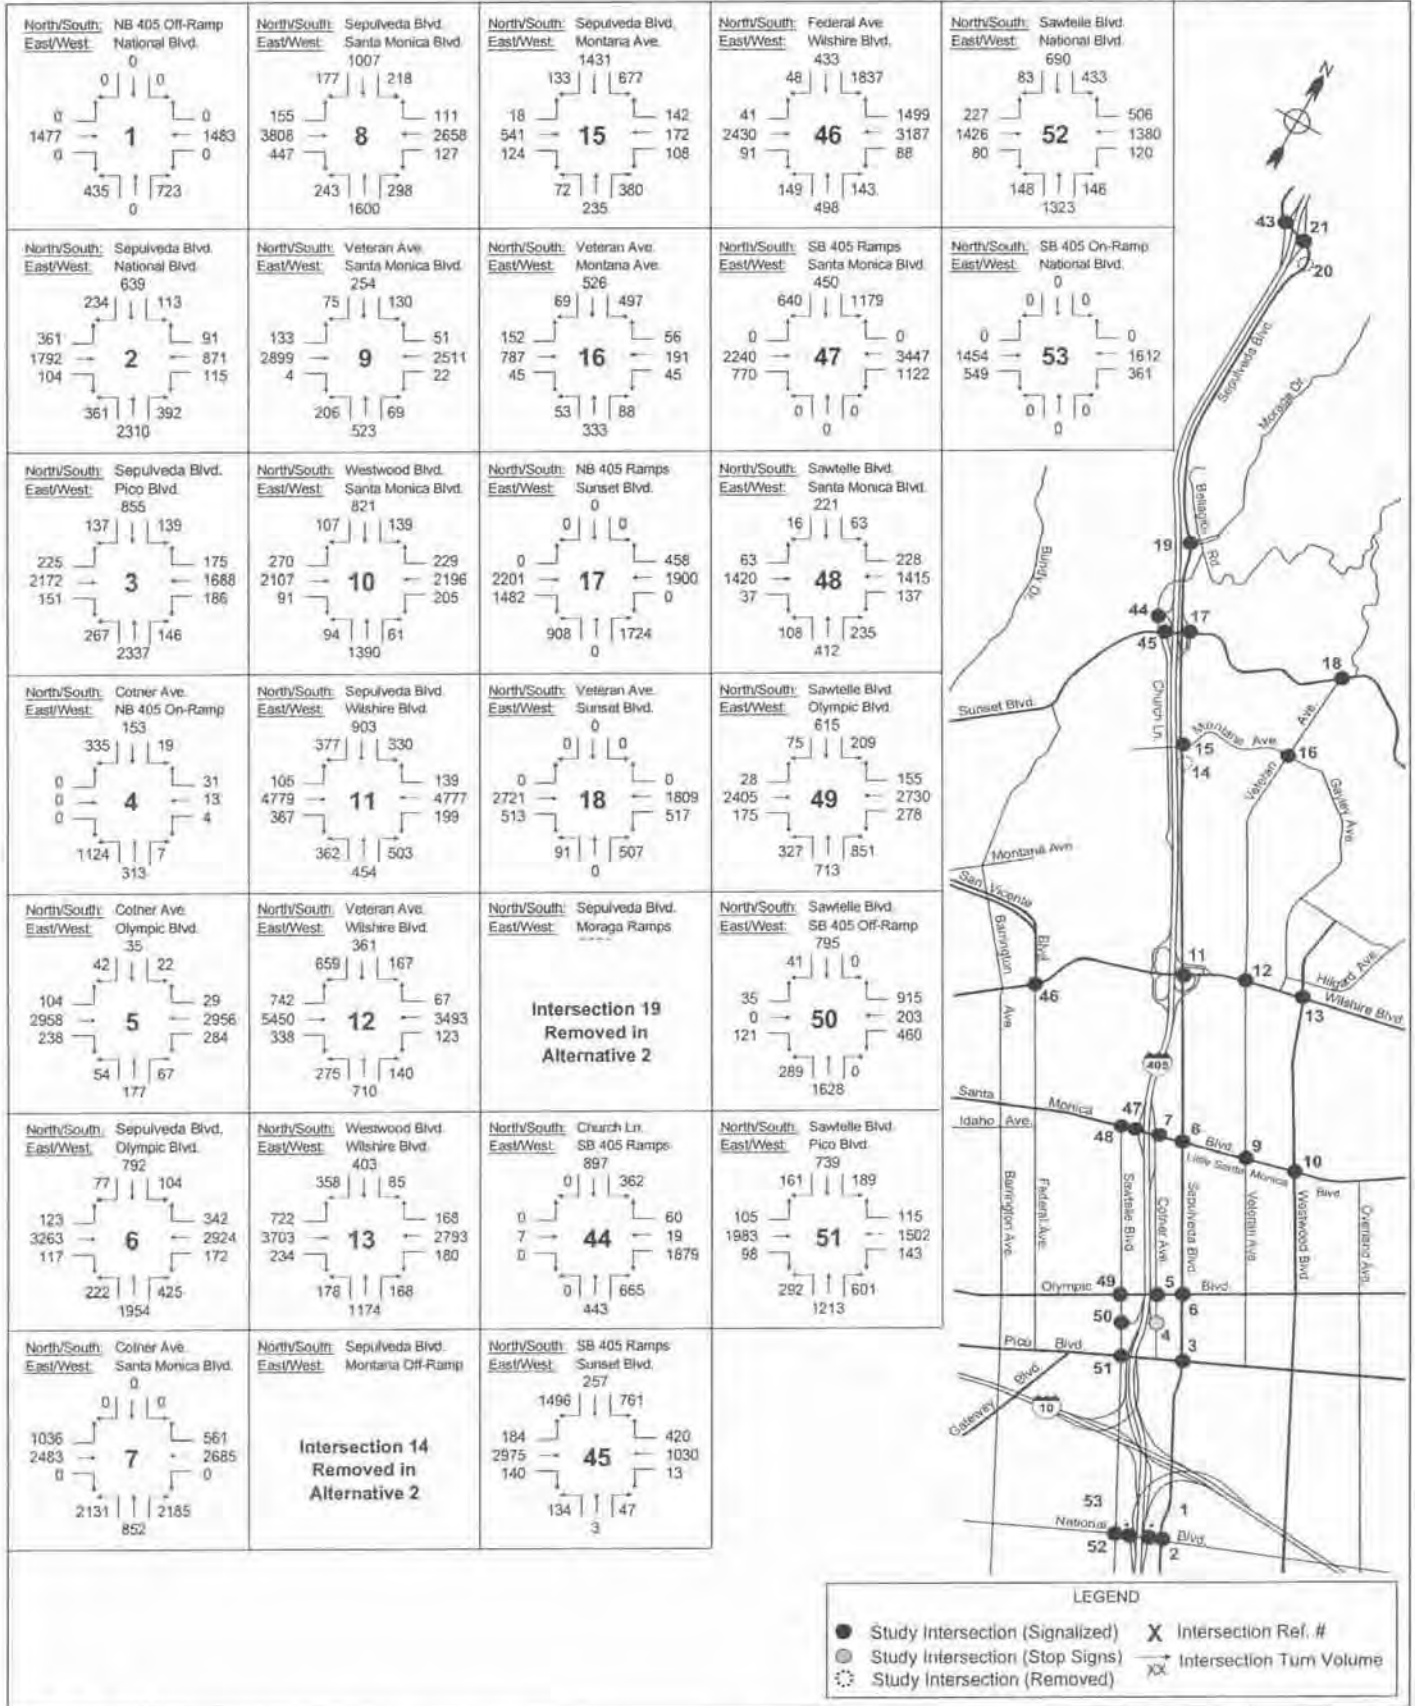 North/South: NB 405 Off-Ramp
East/West: National Blvd.
0
0 0
0 0
1477 1 1483
0 0
435 723
0
North/South: Sepulveda Blvd.
East/West: Santa Monica Blvd.
1007
177 218
155 111
3808 8 2658
447 127
243 298
1600
North/South: Sepulveda Blvd.
East/West: Montana Ave.
1431
133 677
18 142
541 15 172
124 108
72 380
235
North/South: Federal Ave.
East/West: Wilshire Blvd.
433
48 1837
41 1499
2430 46 3187
91 88
149 143
498
North/South: Sawtelle Blvd.
East/West: National Blvd.
690
83 433
227 506
1426 52 1380
80 120
148 146
1323
North/South: Sepulveda Blvd.
East/West: National Blvd.
639
234 113
361 91
1792 2 871
104 115
361 392
2310
North/South: Veteran Ave.
East/West: Santa Monica Blvd.
254
75 130
133 51
2899 9 2511
4 22
206 69
523
North/South: Veteran Ave.
East/West: Montana Ave.
526
69 497
152 56
787 16 191
45 45
53 88
333
North/South: SB 405 Ramps
East/West: Santa Monica Blvd.
450
640 1179
0 0
2240 47 3447
770 1122
0 0
0
North/South: SB 405 On-Ramp
East/West: National Blvd.
0
0 0
0 0
1454 53 1612
549 361
0 0
0
North/South: Sepulveda Blvd.
East/West: Pico Blvd.
855
137 139
225 175
2172 3 1688
151 186
267 146
2337
North/South: Westwood Blvd.
East/West: Santa Monica Blvd.
821
107 139
270 229
2107 10 2196
91 205
94 61
1390
North/South: NB 405 Ramps
East/West: Sunset Blvd.
0
0 0
0 458
2201 17 1900
1482 0
908 1724
0
North/South: Sawtelle Blvd.
East/West: Santa Monica Blvd.
221
16 63
63 228
1420 48 1415
37 137
108 235
412
North/South: Cotner Ave.
East/West: NB 405 On-Ramp
153
335 19
0 31
0 4 13
0 4
1124 7
313
North/South: Sepulveda Blvd.
East/West: Wilshire Blvd.
903
377 330
105 139
4779 11 4777
367 199
362 503
454
North/South: Veteran Ave.
East/West: Sunset Blvd.
0
0 0
0 0
2721 18 1809
513 517
91 507
0
North/South: Sawtelle Blvd.
East/West: Olympic Blvd.
615
75 209
28 155
2405 49 2730
175 278
327 851
713
North/South: Cotner Ave.
East/West: Olympic Blvd.
35
42 22
104 29
2958 5 2956
238 284
54 67
177
North/South: Veteran Ave.
East/West: Wilshire Blvd.
361
659 167
742 67
5450 12 3493
338 123
275 140
710
North/South: Sepulveda Blvd.
East/West: Moraga Ramps
Intersection 19
Removed in
Alternative 2
North/South: Sawtelle Blvd.
East/West: SB 405 Off-Ramp
795
41 0
35 915
0 50 203
121 460
289 0
1628
North/South: Sepulveda Blvd.
East/West: Olympic Blvd.
792
77 104
123 342
3263 6 2924
117 172
222 425
1954
North/South: Westwood Blvd.
East/West: Wilshire Blvd.
403
358 85
722 168
3703 13 2793
234 180
178 168
1174
North/South: Church Ln.
East/West: SB 405 Ramps
897
0 362
0 60
7 44 19
0 1879
0 665
443
North/South: Sawtelle Blvd.
East/West: Pico Blvd.
739
161 189
105 115
1983 51 1502
98 143
292 601
1213
North/South: Cotner Ave.
East/West: Santa Monica Blvd.
0
0 0
1036 561
2483 7 2685
0 0
2131 2185
852
North/South: Sepulveda Blvd.
East/West: Montana Off-Ramp
Intersection 14
Removed in
Alternative 2
North/South: SB 405 Ramps
East/West: Sunset Blvd.
257
1496 761
184 420
2975 45 1030
140 13
134 47
3
N
43 21
20
Sepulveda Blvd.
Moraga Dr.
Bellagio Rd.
Bundy Dr.
19
44 17
45
18
Sunset Blvd.
Church Ln.
Montana Ave.
Veteran Ave.
15 16
14
Gayley Ave.
Montana Ave.
San Vicente Blvd.
Barrington Ave.
46
11 12
Hilgard Ave.
Wilshire Blvd.
13
405
Santa Monica Blvd.
Idaho Ave.
47 7 8
48 9 10
Little Santa Monica Blvd.
Barrington Ave.
Federal Ave.
Sawtelle Blvd.
Cotner Ave.
Sepulveda Blvd.
Veteran Ave.
Westwood Blvd.
Overland Ave.
Olympic Blvd.
49 5
50 4 6
Pico Blvd.
51 3
Gateway Blvd.
10
53 1
National Blvd.
52 2
LEGEND
Study Intersection (Signalized) X Intersection Ref. #
Study Intersection (Stop Signs) XX Intersection Turn Volume
Study Intersection (Removed)